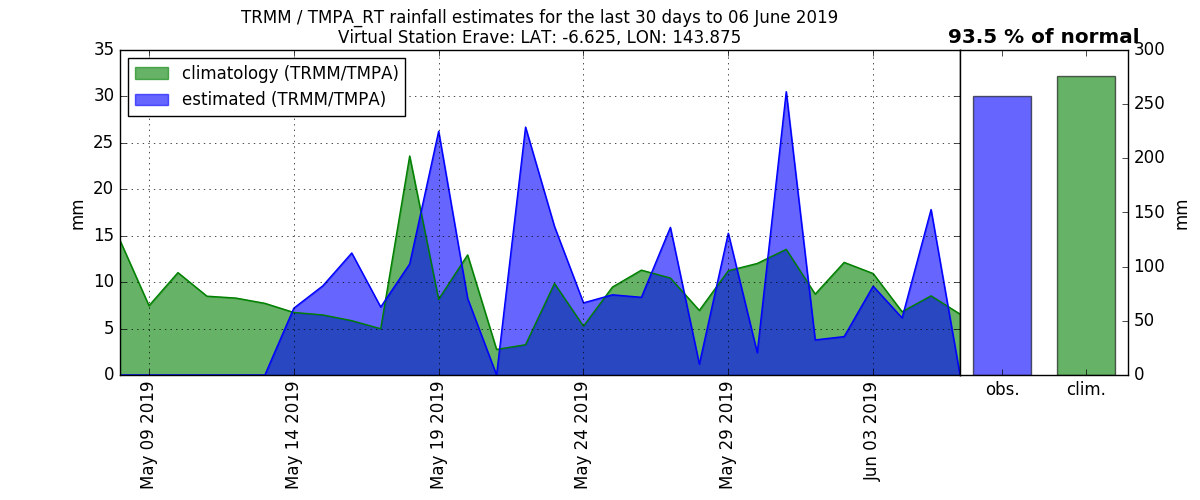 TRMM / TMPA_RT rainfall estimates for the last 30 days to 06 June 2019
Virtual Station Erave: LAT: -6.625, LON: 143.875
93.5 % of normal
climatology (TRMM/TMPA)
estimated (TRMM/TMPA)
mm
35
30
25
20
15
10
5
0
May 09 2019
May 14 2019
May 19 2019
May 24 2019
May 29 2019
Jun 03 2019
obs.
clim.
300
250
200
150
100
50
0
mm